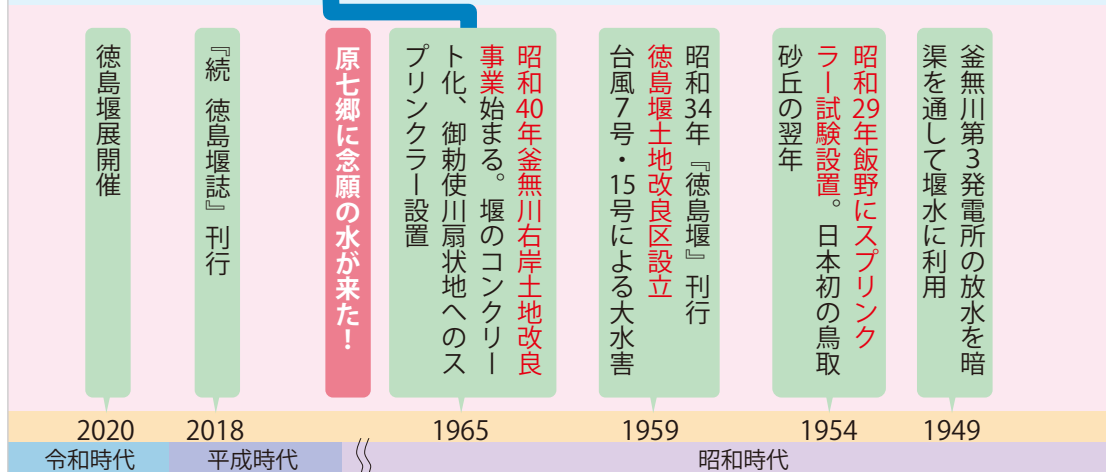 釜無川第3発電所の放水を暗
渠を通して堰水に利用
昭和29年飯野にスプリンク
ラー試験設置。日本初の鳥取
砂丘の翌年
昭和34年『徳島堰』刊行
徳島堰土地改良区設立
台風7号・15号による大水害
昭和40年釜無川右岸土地改良
事業始まる。堰のコンクリー
ト化、御勅使川扇状地へのス
プリンクラー設置
原七郷に念願の水が来た！
『続 徳島堰誌』刊行
徳島堰展開催
2020
2018
1965
1959
1954
1949
令和時代
平成時代
昭和時代